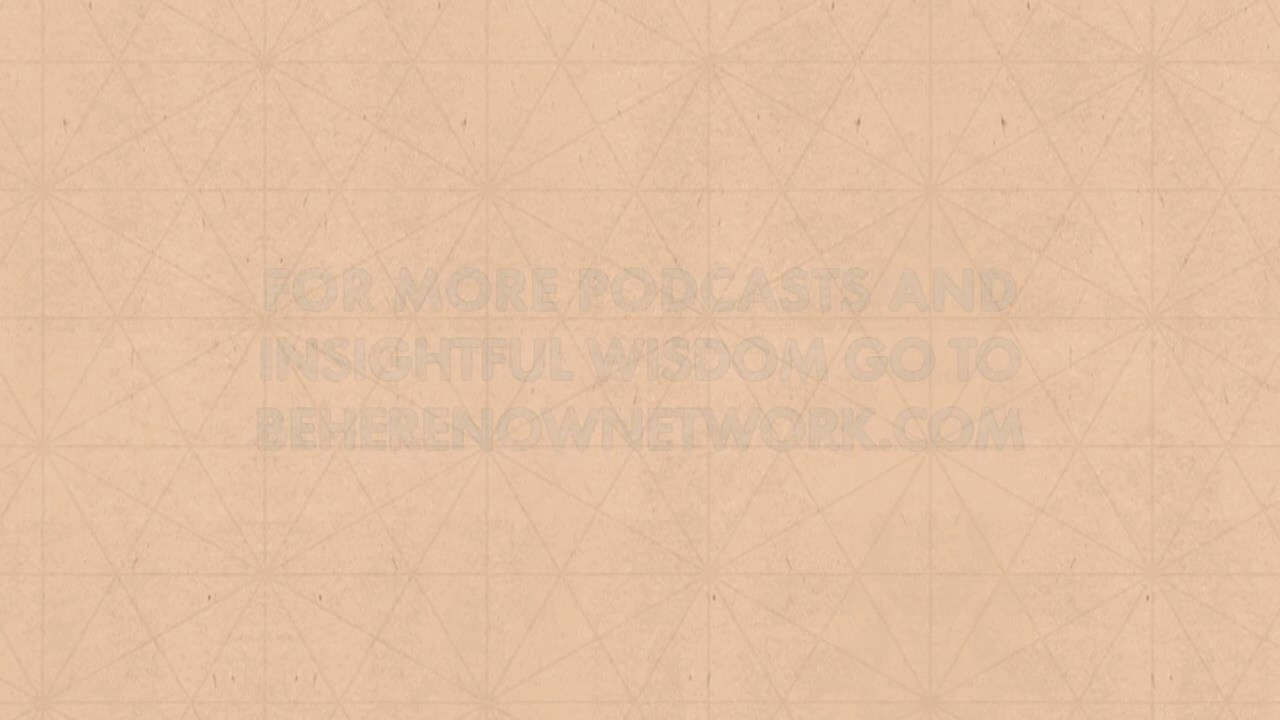 FOR MORE PODCASTS AND
INSIGHTFUL WISDOM GO TO
BEHERENOWNETWORK.COM